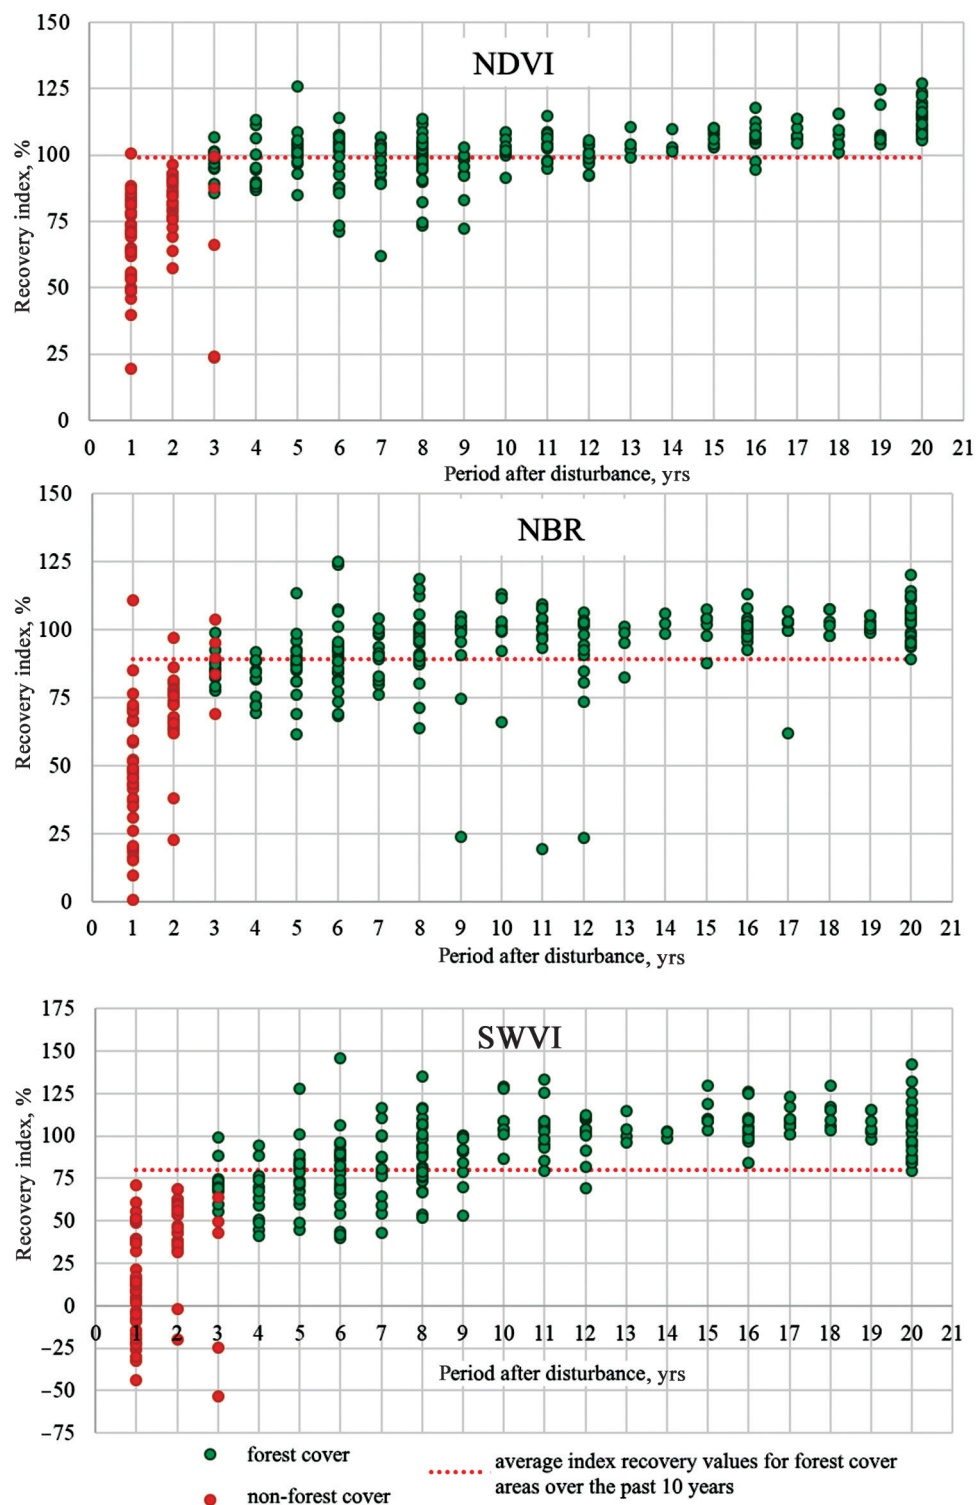 NDVI
Recovery index, %
150
125
100
75
50
25
0
0 1 2 3 4 5 6 7 8 9 10 11 12 13 14 15 16 17 18 19 20 21
Period after disturbance, yrs
NBR
Recovery index, %
150
125
100
75
50
25
0
0 1 2 3 4 5 6 7 8 9 10 11 12 13 14 15 16 17 18 19 20 21
Period after disturbance, yrs
SWVI
Recovery index, %
175
150
125
100
75
50
25
0
−25
−50
−75
0 1 2 3 4 5 6 7 8 9 10 11 12 13 14 15 16 17 18 19 20 21
Period after disturbance, yrs
forest cover
non-forest cover
average index recovery values for forest cover
areas over the past 10 years